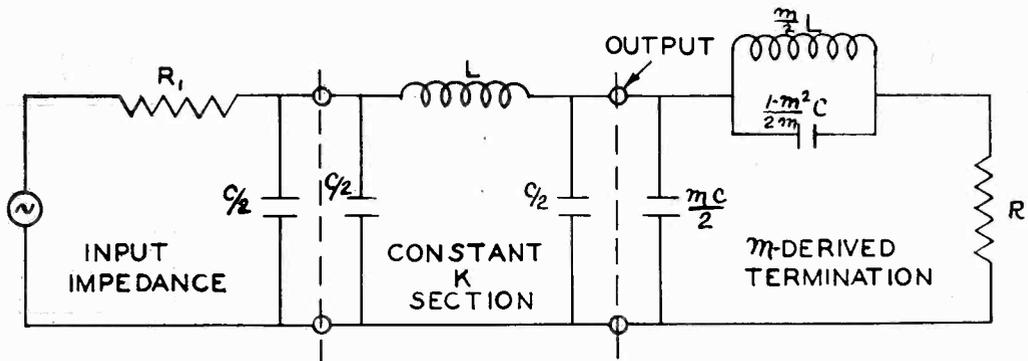 R₁
C/2
INPUT
IMPEDANCE
C/2
L
C/2
CONSTANT
K
SECTION
OUTPUT
mC/2
m/2 L
1-m²/2m C
m-DERIVED
TERMINATION
R